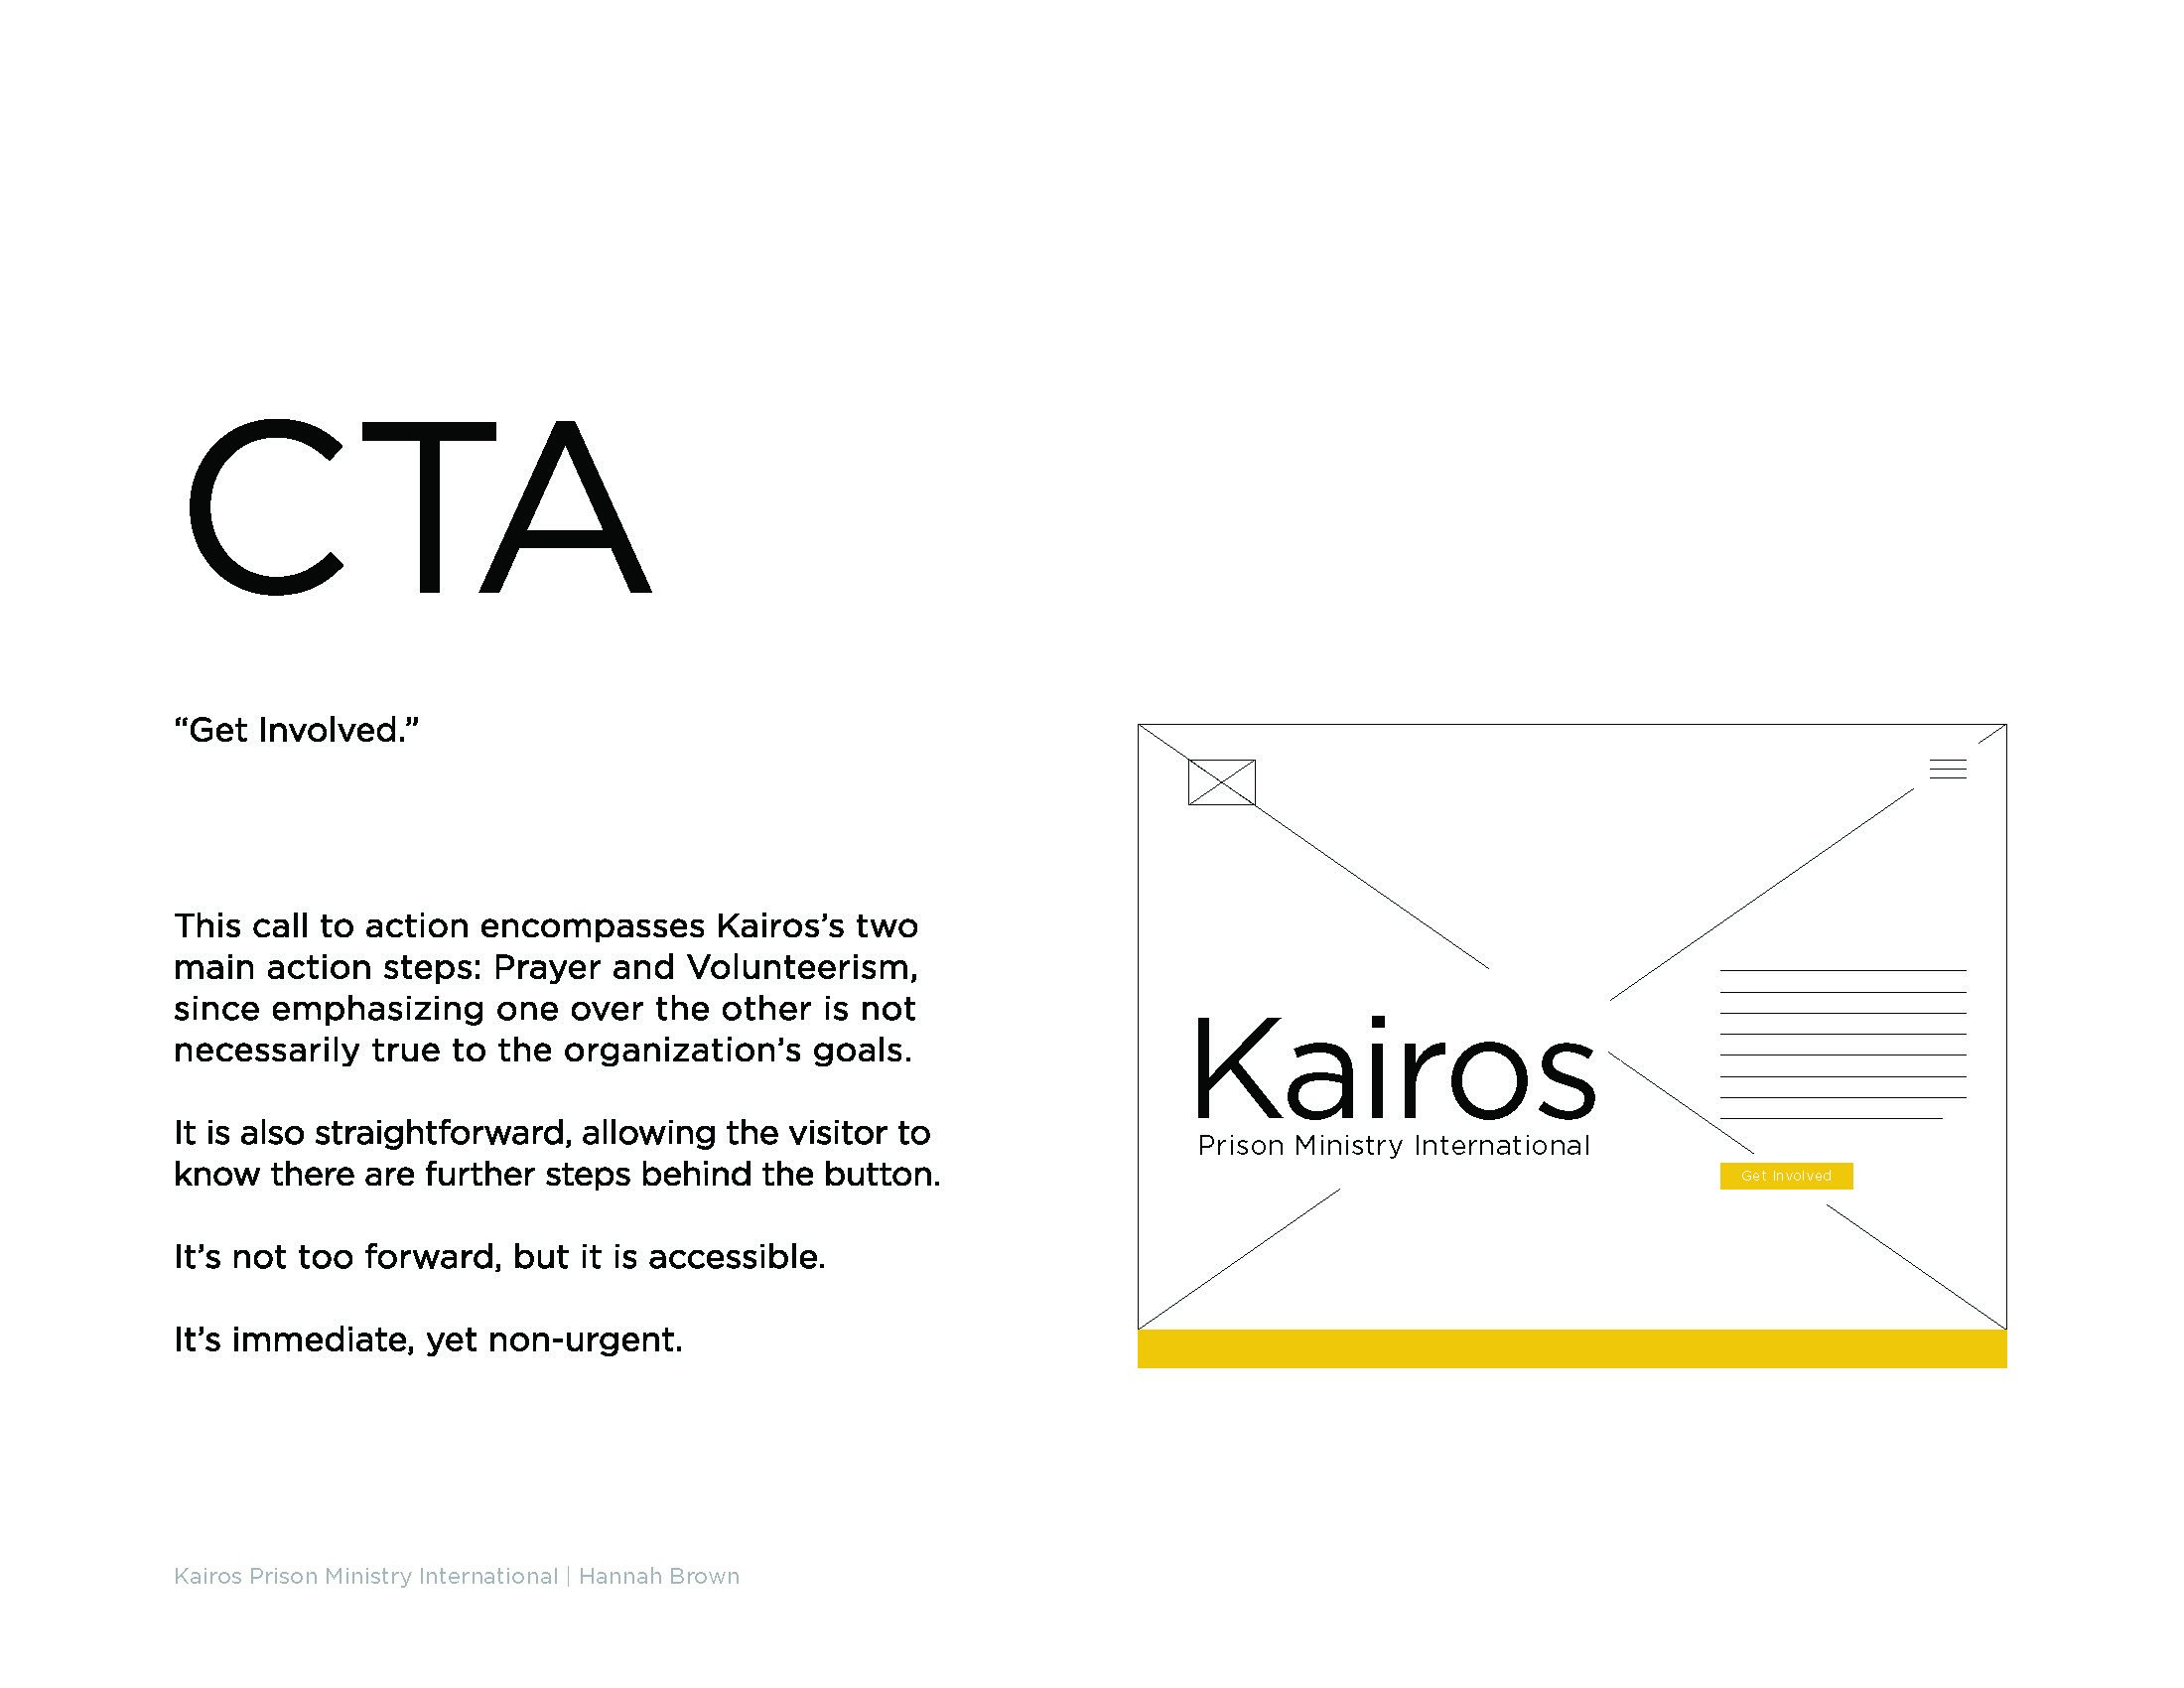 CTA
“Get Involved.”
This call to action encompasses Kairos’s two
main action steps: Prayer and Volunteerism,
since emphasizing one over the other is not
necessarily true to the organization’s goals.
It is also straightforward, allowing the visitor to
know there are further steps behind the button.
It’s not too forward, but it is accessible.
It’s immediate, yet non-urgent.
Kairos
Prison Ministry International
Get Involved
Kairos Prison Ministry International | Hannah Brown